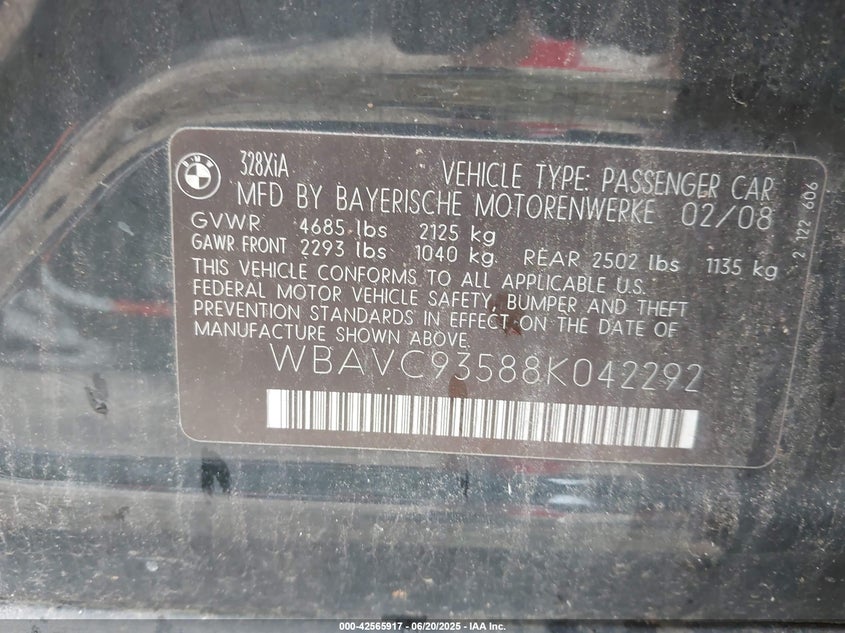 BMW
328XiA
VEHICLE TYPE: PASSENGER CAR
MFD BY BAYERISCHE MOTORENWERKE 02/08
GVWR 4685 lbs 2125 kg
GAWR FRONT 2293 lbs 1040 kg REAR 2502 lbs 1135 kg
THIS VEHICLE CONFORMS TO ALL APPLICABLE U.S.
FEDERAL MOTOR VEHICLE SAFETY, BUMPER AND THEFT
PREVENTION STANDARDS IN EFFECT ON THE DATE OF
MANUFACTURE SHOWN ABOVE.
WBAVC93588K042292
2 122 606
000-42565917 - 06/20/2025 - IAA Inc.